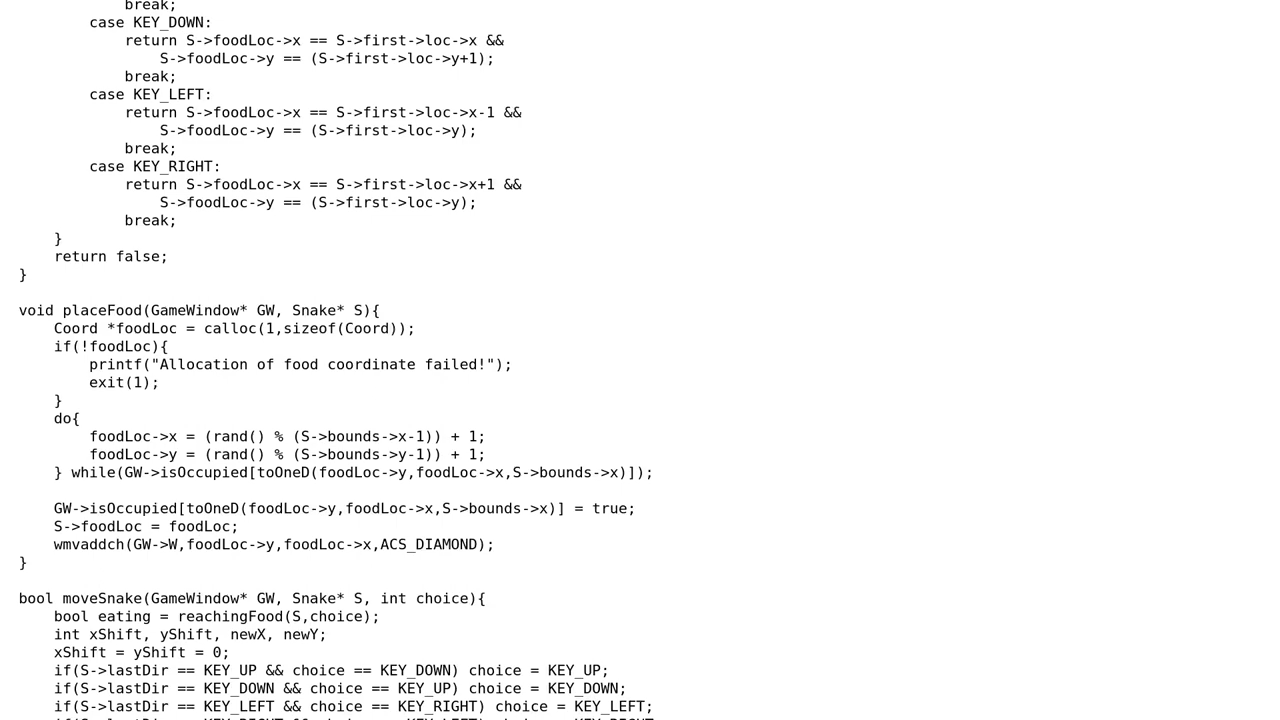 break;
case KEY_DOWN:
return S->foodLoc->x == S->first->loc->x &&
S->foodLoc->y == (S->first->loc->y+1);
break;
case KEY_LEFT:
return S->foodLoc->x == S->first->loc->x-1 &&
S->foodLoc->y == (S->first->loc->y);
break;
case KEY_RIGHT:
return S->foodLoc->x == S->first->loc->x+1 &&
S->foodLoc->y == (S->first->loc->y);
break;
}
return false;
}
void placeFood(GameWindow* GW, Snake* S){
Coord *foodLoc = calloc(1,sizeof(Coord));
if(!foodLoc){
printf("Allocation of food coordinate failed!");
exit(1);
}
do{
foodLoc->x = (rand() % (S->bounds->x-1)) + 1;
foodLoc->y = (rand() % (S->bounds->y-1)) + 1;
} while(GW->isOccupied[toOneD(foodLoc->y,foodLoc->x,S->bounds->x)]);
GW->isOccupied[toOneD(foodLoc->y,foodLoc->x,S->bounds->x)] = true;
S->foodLoc = foodLoc;
wmvaddch(GW->W,foodLoc->y,foodLoc->x,ACS_DIAMOND);
}
bool moveSnake(GameWindow* GW, Snake* S, int choice){
bool eating = reachingFood(S,choice);
int xShift, yShift, newX, newY;
xShift = yShift = 0;
if(S->lastDir == KEY_UP && choice == KEY_DOWN) choice = KEY_UP;
if(S->lastDir == KEY_DOWN && choice == KEY_UP) choice = KEY_DOWN;
if(S->lastDir == KEY_LEFT && choice == KEY_RIGHT) choice = KEY_LEFT;